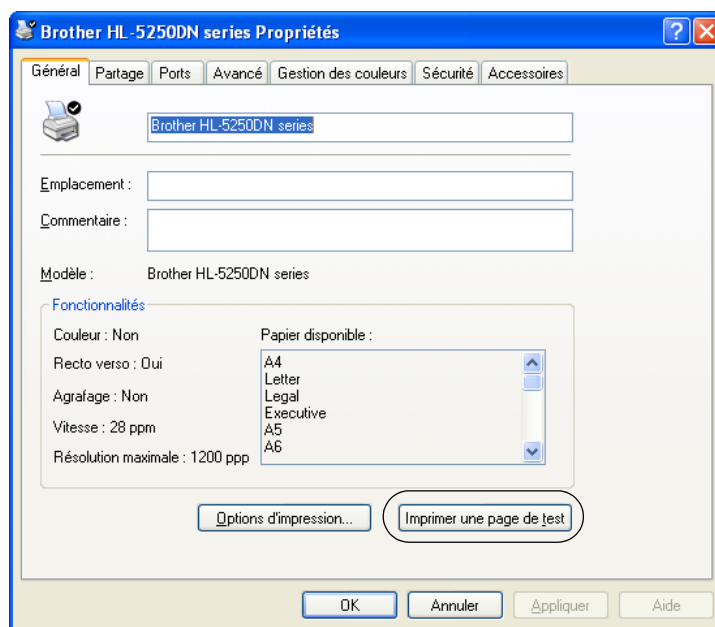 Brother HL-5250DN series Propriétés
Général Partage Ports Avancé Gestion des couleurs Sécurité Accessoires
Brother HL-5250DN series
Emplacement :
Commentaire :
Modèle : Brother HL-5250DN series
Fonctionnalités
Couleur : Non Papier disponible :
Recto verso : Oui
Agrafage : Non
Vitesse : 28 ppm
Résolution maximale : 1200 ppp
A4
Letter
Legal
Executive
A5
A6
Options d'impression... Imprimer une page de test
OK Annuler Appliquer Aide